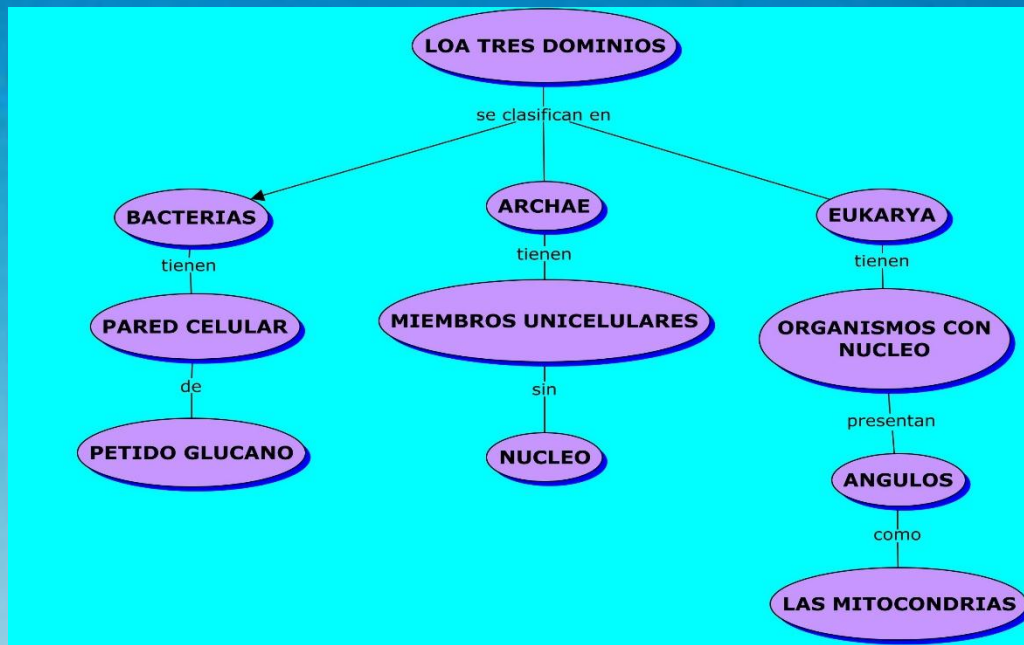 LOA TRES DOMINIOS
se clasifican en
BACTERIAS
tienen
PARED CELULAR
de
PETIDO GLUCANO
ARCHAE
tienen
MIEMBROS UNICELULARES
sin
NUCLEO
EUKARYA
tienen
ORGANISMOS CON
NUCLEO
presentan
ANGULOS
como
LAS MITOCONDRIAS